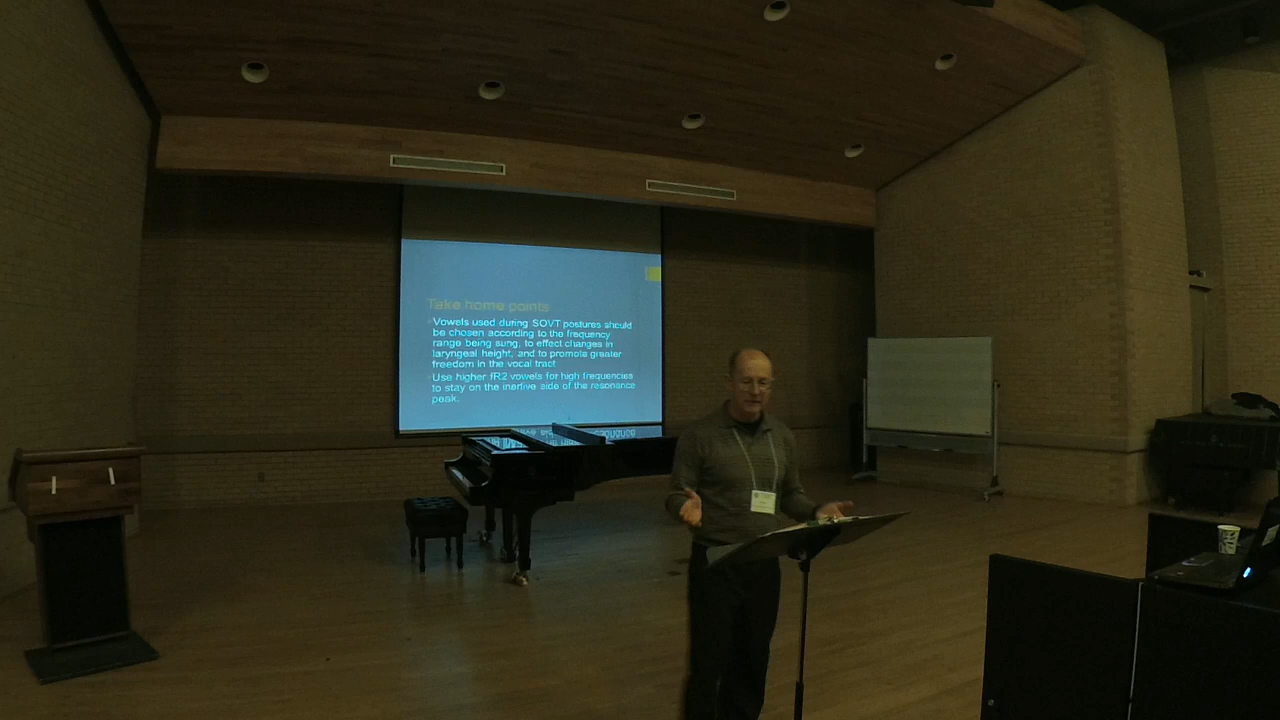 Take home points
Vowels used during SOVT postures should
be chosen according to the frequency
range being sung, to effect changes in
laryngeal height, and to promote greater
freedom in the vocal tract
Use higher fR2 vowels for high frequencies
to stay on the inertive side of the resonance
peak.